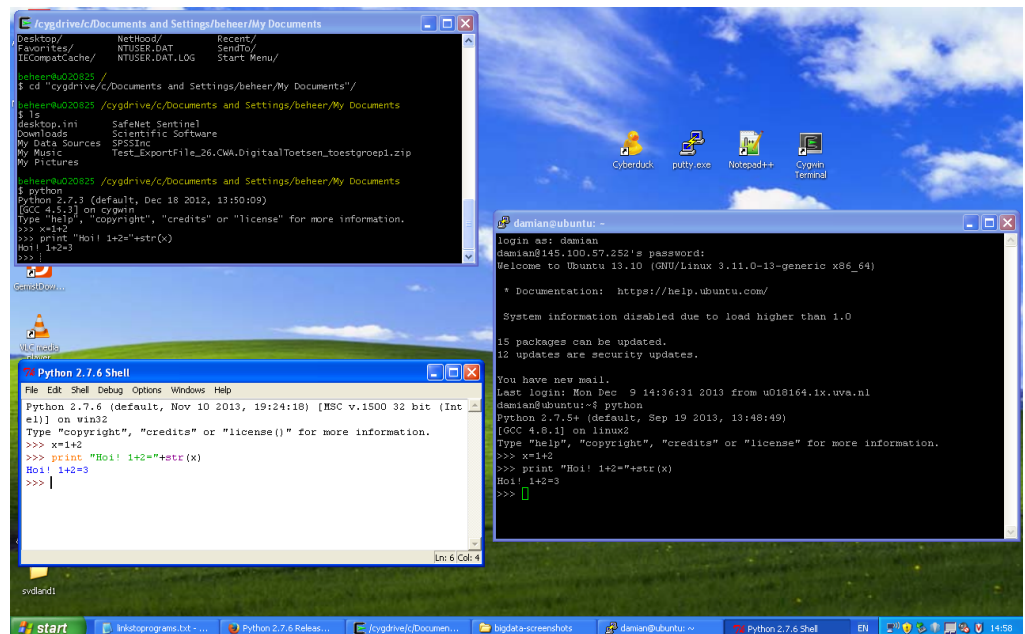 /cygdrive/c/Documents and Settings/beheer/My Documents
Desktop/ NetHood/ Recent/
Favorites/ NTUSER.DAT SendTo/
IECompatCache/ NTUSER.DAT.LOG Start Menu/
beheer@u020825 /
$ cd "cygdrive/c/Documents and Settings/beheer/My Documents"/
beheer@u020825 /cygdrive/c/Documents and Settings/beheer/My Documents
$ ls
desktop.ini SafeNet Sentinel
Downloads Scientific Software
My Data Sources SPSSInc
My Music Test_ExportFile_26.CWA.DigitaalToetsen_toestgroep1.zip
My Pictures
beheer@u020825 /cygdrive/c/Documents and Settings/beheer/My Documents
$ python
Python 2.7.3 (default, Dec 18 2012, 13:50:09)
[GCC 4.5.3] on cygwin
Type "help", "copyright", "credits" or "license" for more information.
>>> x=1+2
>>> print "Hoi! 1+2="+str(x)
Hoi! 1+2=3
>>>
Cyberduck
putty.exe
Notepad++
Cygwin
Terminal
GemistDow...
VLC media
player
Python 2.7.6 Shell
File Edit Shell Debug Options Windows Help
Python 2.7.6 (default, Nov 10 2013, 19:24:18) [MSC v.1500 32 bit (Int
el)] on win32
Type "copyright", "credits" or "license()" for more information.
>>> x=1+2
>>> print "Hoi! 1+2="+str(x)
Hoi! 1+2=3
>>>
Ln: 6 Col: 4
svdland1
damian@ubuntu: ~
login as: damian
damian@145.100.57.252's password:
Welcome to Ubuntu 13.10 (GNU/Linux 3.11.0-13-generic x86_64)
* Documentation: https://help.ubuntu.com/
System information disabled due to load higher than 1.0
15 packages can be updated.
12 updates are security updates.
You have new mail.
Last login: Mon Dec 9 14:36:31 2013 from u018164.1x.uva.nl
damian@ubuntu:~$ python
Python 2.7.5+ (default, Sep 19 2013, 13:48:49)
[GCC 4.8.1] on linux2
Type "help", "copyright", "credits" or "license" for more information.
>>> x=1+2
>>> print "Hoi! 1+2="+str(x)
Hoi! 1+2=3
>>>
start
linkstoprograms.txt - ...
Python 2.7.6 Releas...
/cygdrive/c/Documen...
bigdata-screenshots
damian@ubuntu: ~
Python 2.7.6 Shell
EN
14:58